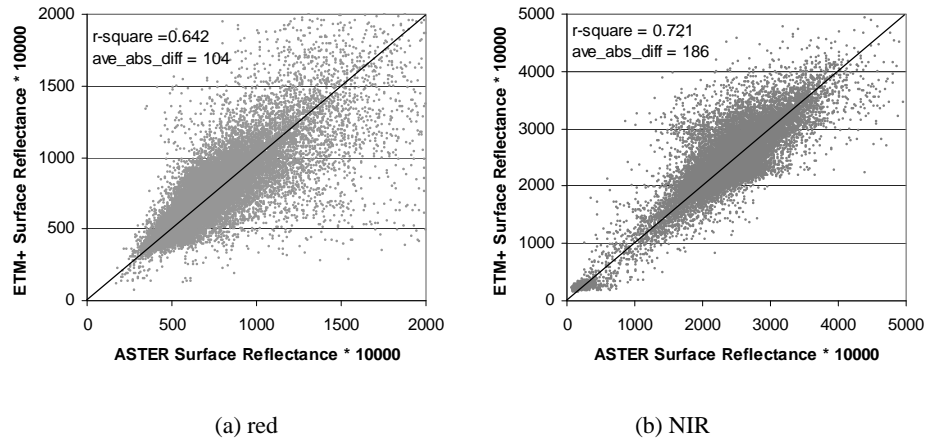 r-square =0.642
ave_abs_diff = 104
ETM+ Surface Reflectance * 10000
2000
1500
1000
500
0
0 500 1000 1500 2000
ASTER Surface Reflectance * 10000
(a) red
r-square = 0.721
ave_abs_diff = 186
ETM+ Surface Reflectance * 10000
5000
4000
3000
2000
1000
0
0 1000 2000 3000 4000 5000
ASTER Surface Reflectance * 10000
(b) NIR